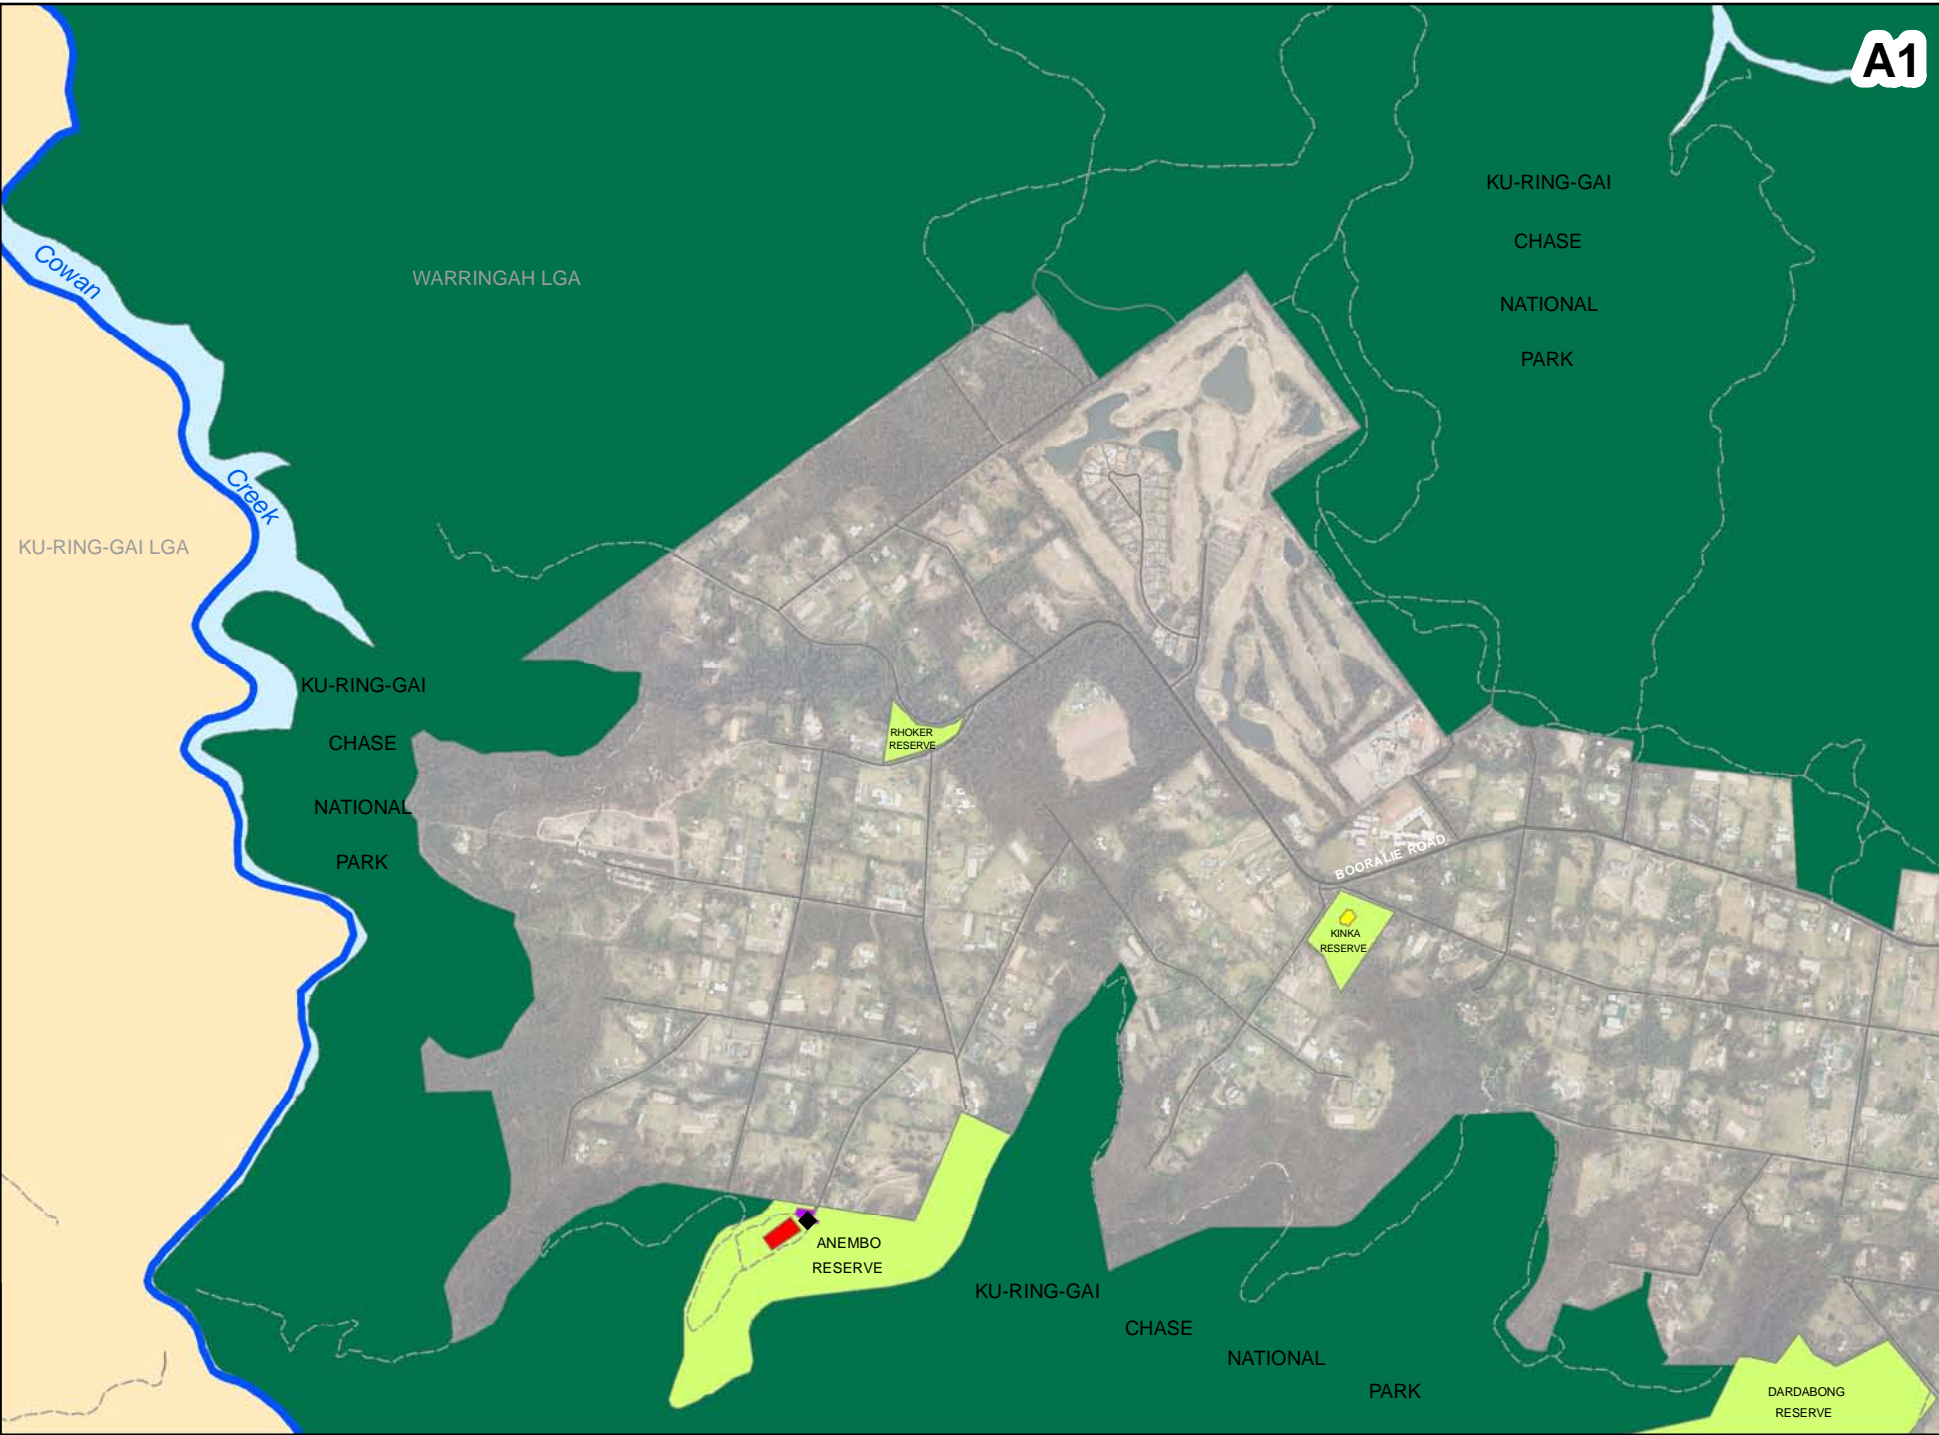 A1
KU-RING-GAI
CHASE
NATIONAL
PARK
WARRINGAH LGA
Cowan
Creek
KU-RING-GAI LGA
KU-RING-GAI
CHASE
NATIONAL
PARK
RHOKER
RESERVE
BOORALIE ROAD
KINKA
RESERVE
ANEMBO
RESERVE
KU-RING-GAI
CHASE
NATIONAL
PARK
DARDABONG
RESERVE